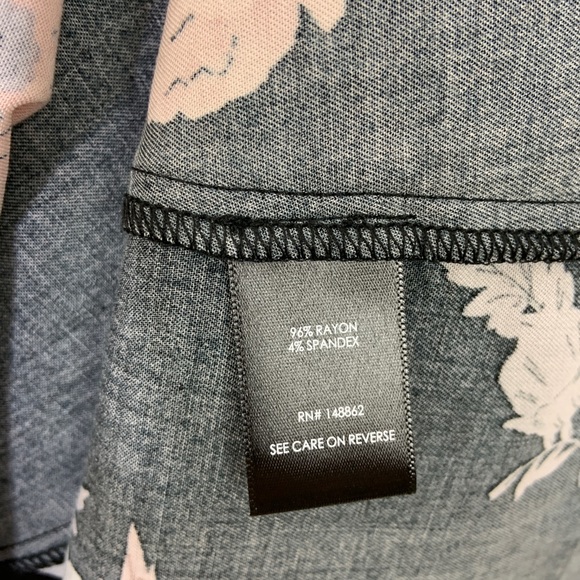 96% RAYON
4% SPANDEX
RN# 148862
SEE CARE ON REVERSE